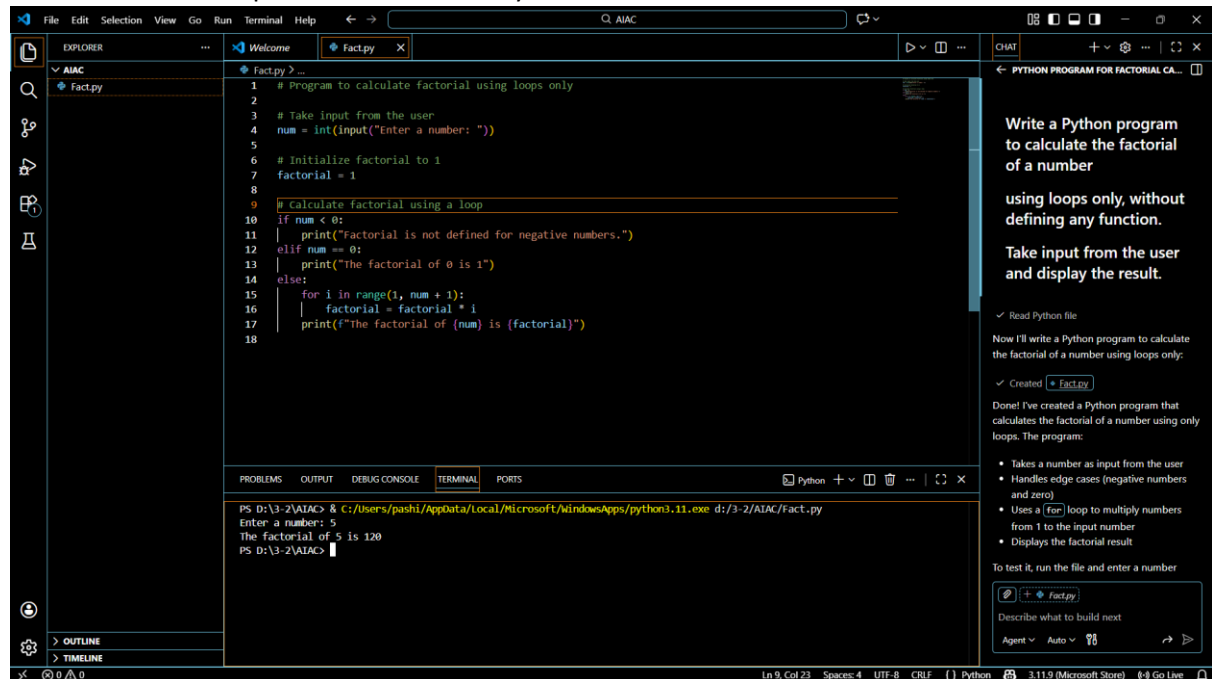 File Edit Selection View Go Run Terminal Help
AIAC
EXPLORER
AIAC
Fact.py
OUTLINE
TIMELINE
Welcome
Fact.py
Fact.py > ...
1 # Program to calculate factorial using loops only
2
3 # Take input from the user
4 num = int(input("Enter a number: "))
5
6 # Initialize factorial to 1
7 factorial = 1
8
9 # Calculate factorial using a loop
10 if num < 0:
11     print("Factorial is not defined for negative numbers.")
12 elif num == 0:
13     print("The factorial of 0 is 1")
14 else:
15     for i in range(1, num + 1):
16         factorial = factorial * i
17     print(f"The factorial of {num} is {factorial}")
18
PROBLEMS OUTPUT DEBUG CONSOLE TERMINAL PORTS
Python
PS D:\3-2\AIAC> & C:/Users/pashi/AppData/Local/Microsoft/WindowsApps/python3.11.exe d:/3-2/AIAC/Fact.py
Enter a number: 5
The factorial of 5 is 120
PS D:\3-2\AIAC>
CHAT
PYTHON PROGRAM FOR FACTORIAL CA...
Write a Python program
to calculate the factorial
of a number
using loops only, without
defining any function.
Take input from the user
and display the result.
Read Python file
Now I'll write a Python program to calculate
the factorial of a number using loops only:
Created Fact.py
Done! I've created a Python program that
calculates the factorial of a number using only
loops. The program:
• Takes a number as input from the user
• Handles edge cases (negative numbers
and zero)
• Uses a for loop to multiply numbers
from 1 to the input number
• Displays the factorial result
To test it, run the file and enter a number
+ Fact.py
Describe what to build next
Agent Auto
0 0 Ln 9, Col 23 Spaces: 4 UTF-8 CRLF { } Python 3.11.9 (Microsoft Store) Go Live